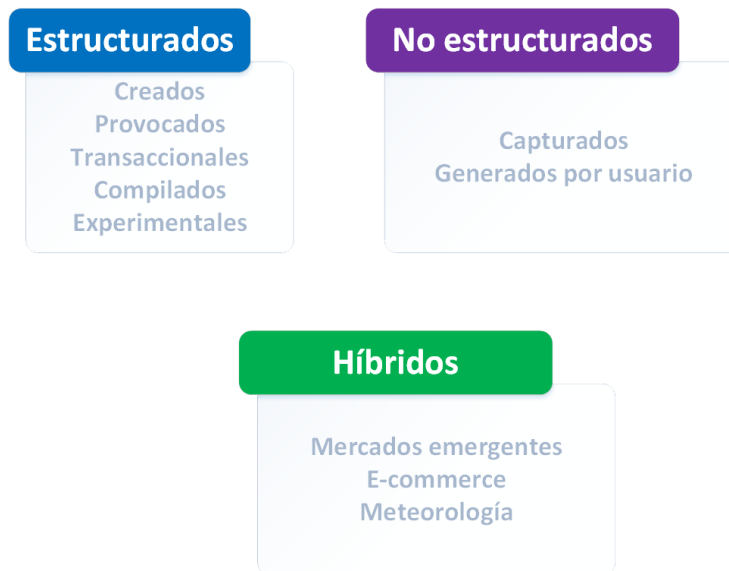 Estructurados
Creados
Provocados
Transaccionales
Compilados
Experimentales
No estructurados
Capturados
Generados por usuario
Híbridos
Mercados emergentes
E-commerce
Meteorología